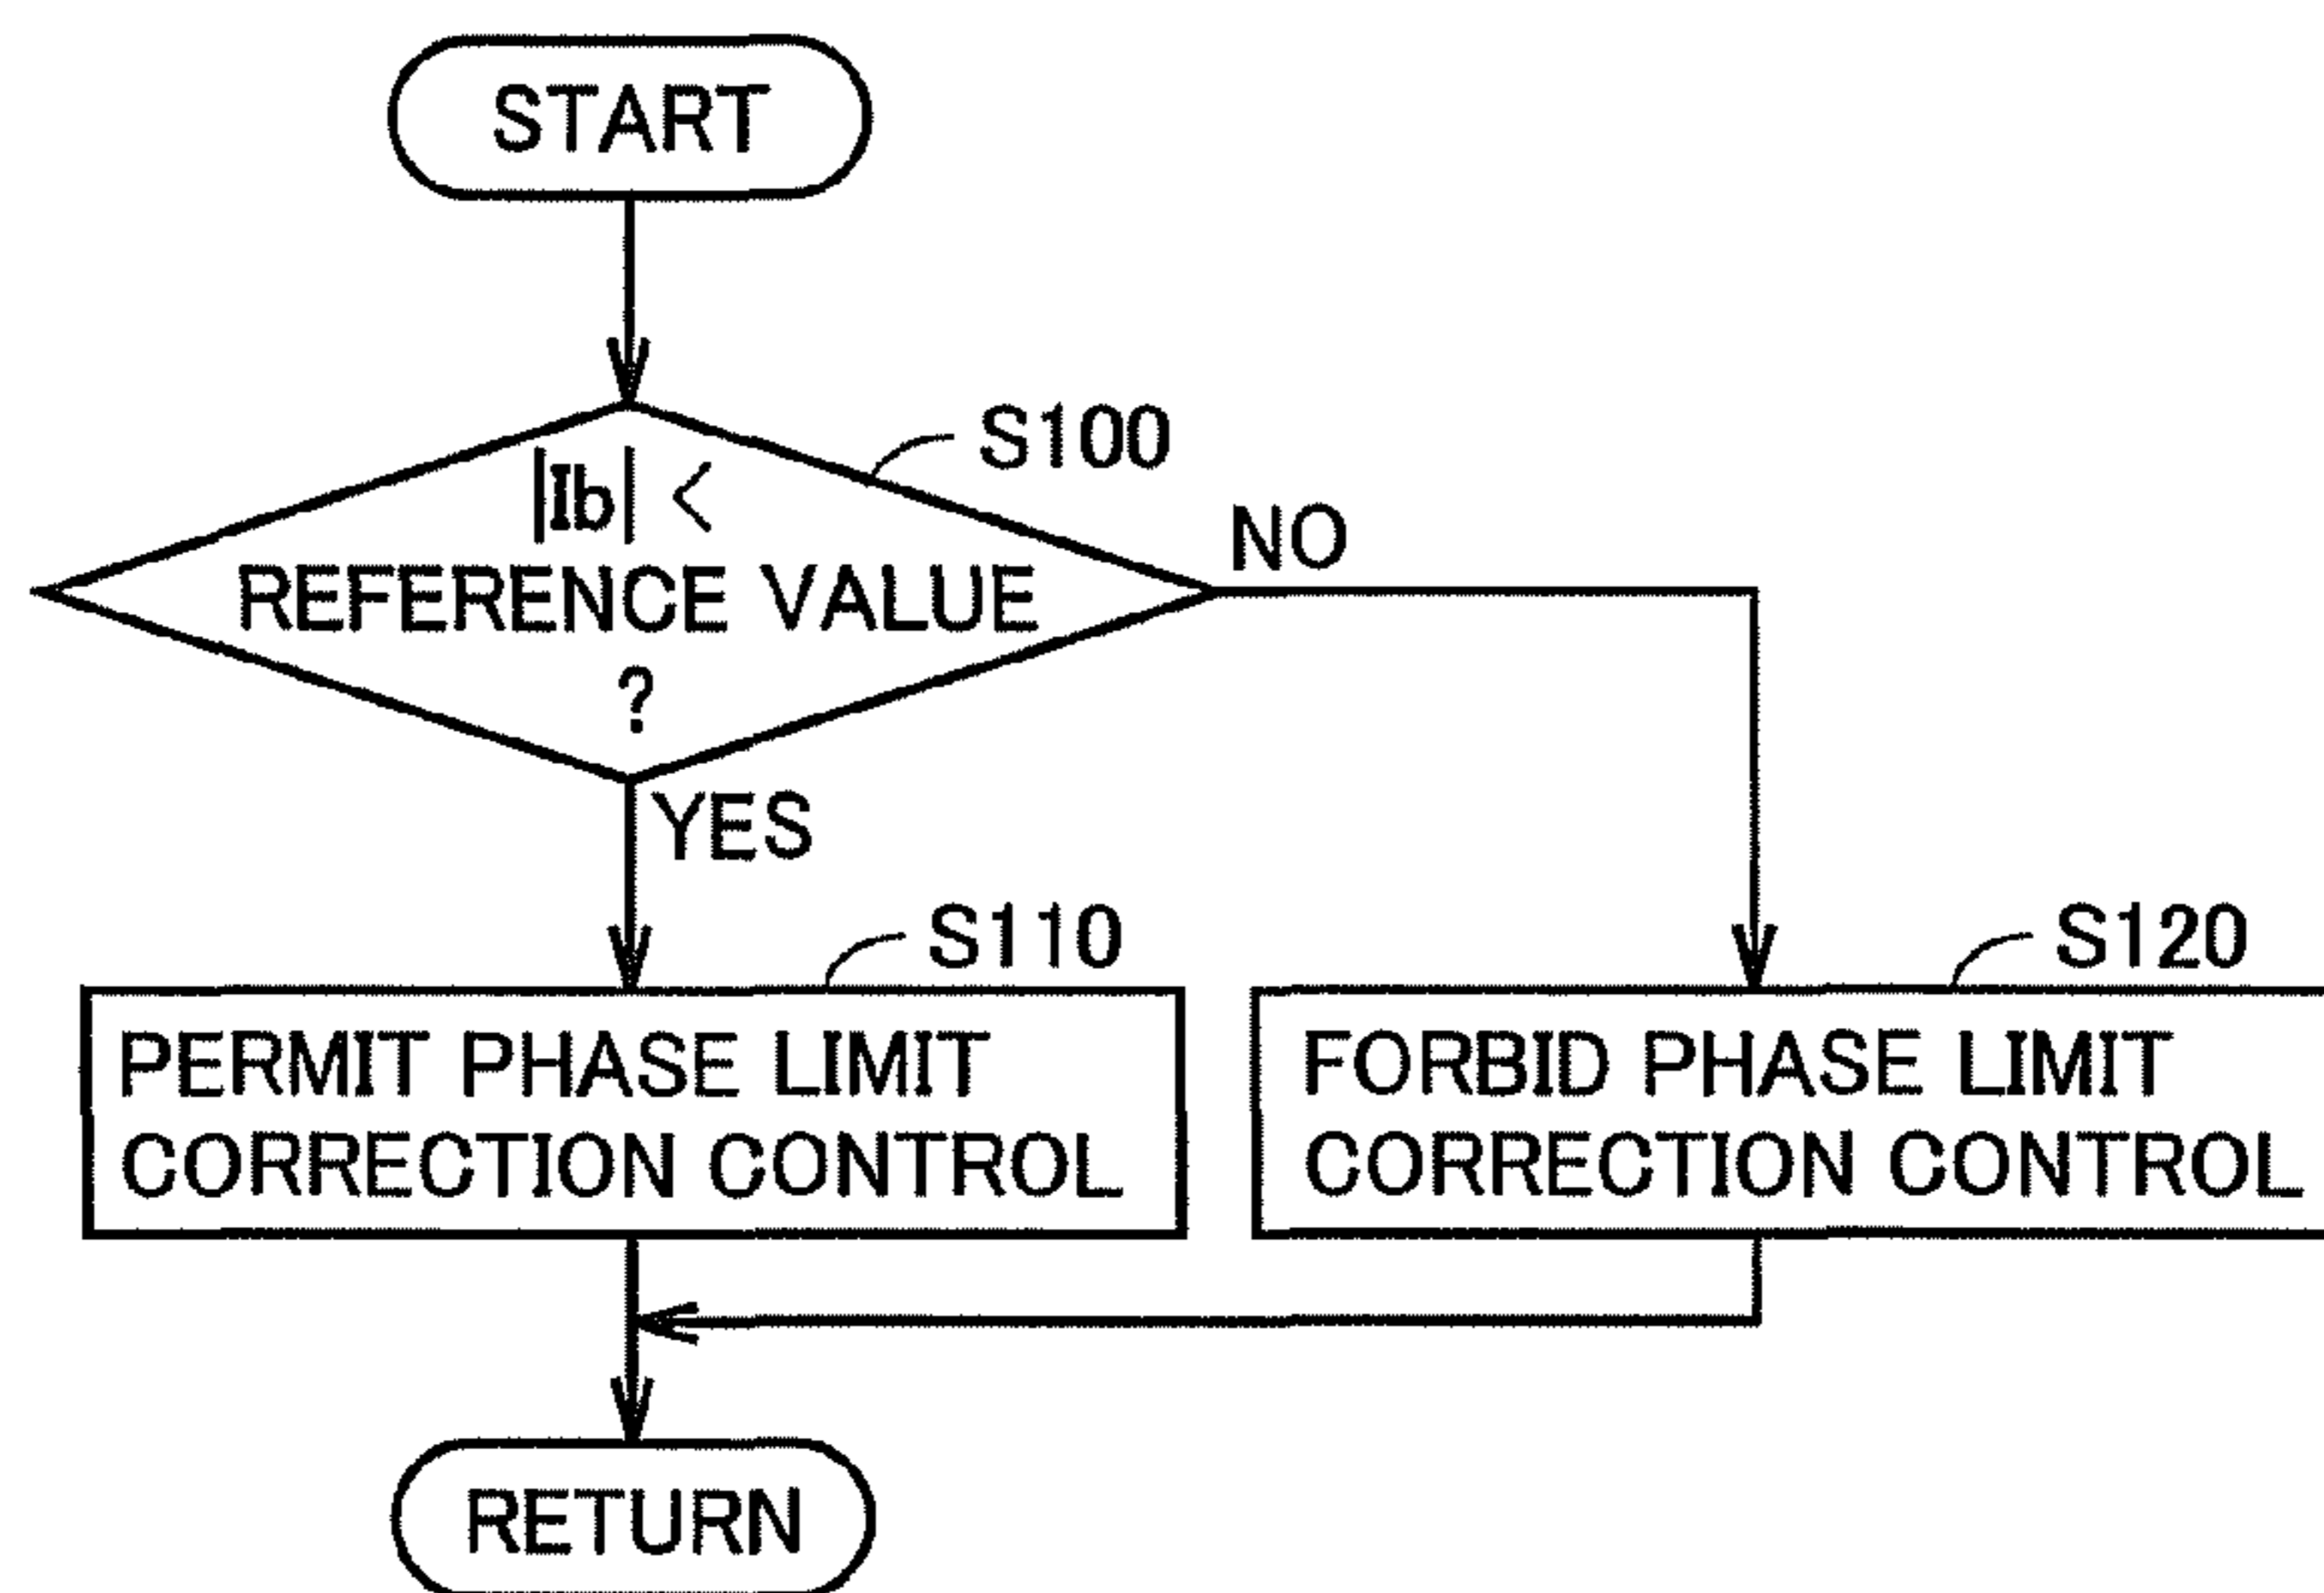 START
S100
|Ib| <
REFERENCE VALUE
?
NO
YES
S110
PERMIT PHASE LIMIT
CORRECTION CONTROL
S120
FORBID PHASE LIMIT
CORRECTION CONTROL
RETURN